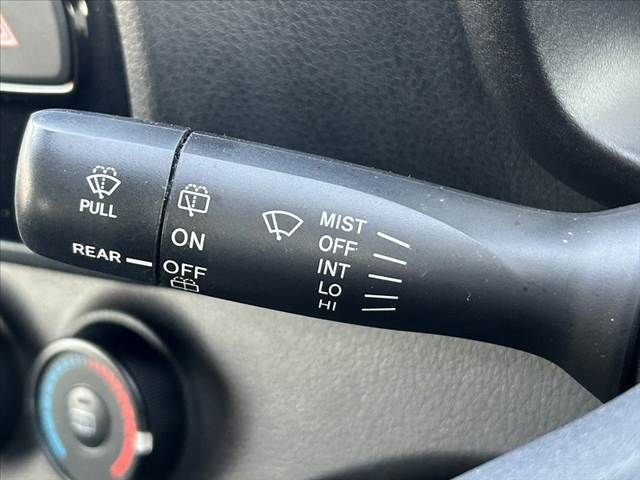 PULL
REAR
ON
OFF
MIST
OFF
INT
LO
HI